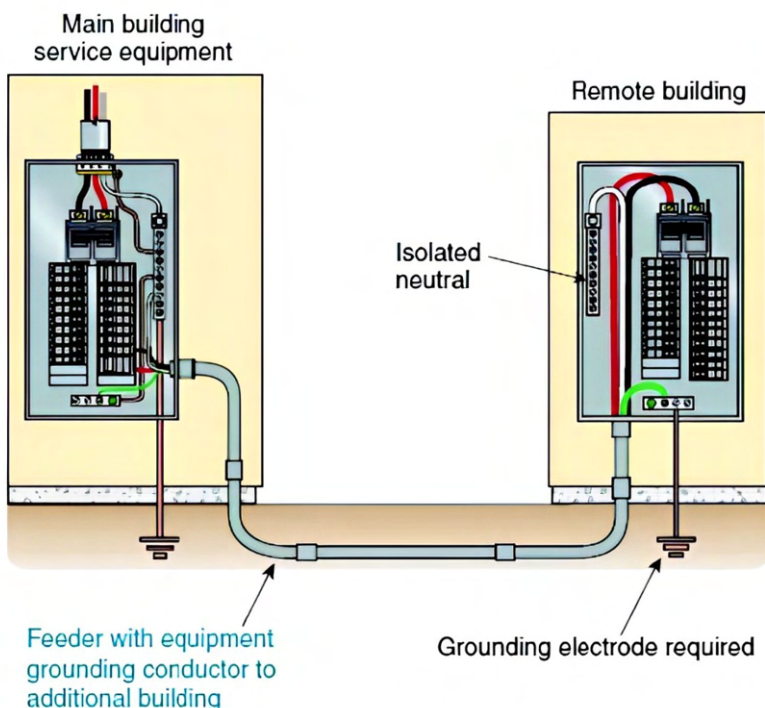 Main building
service equipment
Remote building
Isolated
neutral
Feeder with equipment
grounding conductor to
additional building
Grounding electrode required